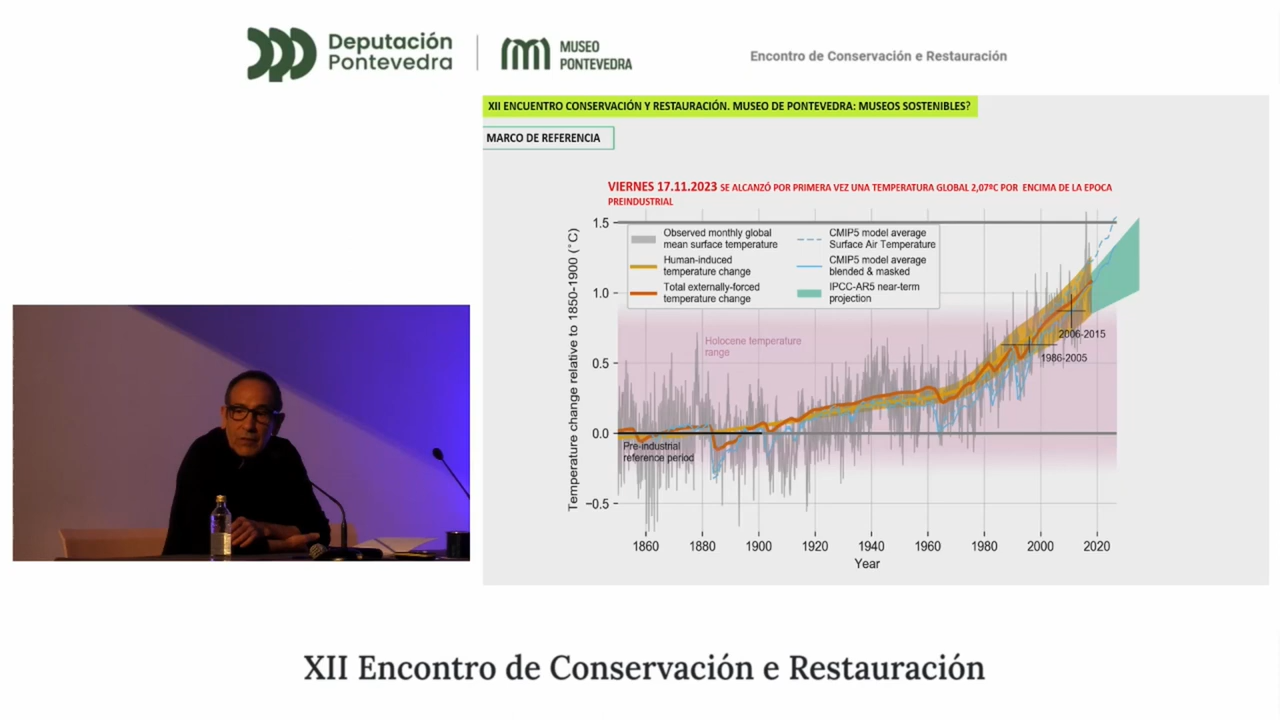 Deputación
Pontevedra
MUSEO
PONTEVEDRA
Encontro de Conservación e Restauración
XII ENCUENTRO CONSERVACIÓN Y RESTAURACIÓN. MUSEO DE PONTEVEDRA: MUSEOS SOSTENIBLES?
MARCO DE REFERENCIA
VIERNES 17.11.2023 SE ALCANZÓ POR PRIMERA VEZ UNA TEMPERATURA GLOBAL 2,07ºC POR ENCIMA DE LA EPOCA
PREINDUSTRIAL
Temperature change relative to 1850-1900 (°C)
1.5
1.0
0.5
0.0
−0.5
Observed monthly global
mean surface temperature
Human-induced
temperature change
Total externally-forced
temperature change
CMIP5 model average
Surface Air Temperature
CMIP5 model average
blended & masked
IPCC-AR5 near-term
projection
Holocene temperature
range
2006-2015
1986-2005
Pre-industrial
reference period
1860 1880 1900 1920 1940 1960 1980 2000 2020
Year
XII Encontro de Conservación e Restauración